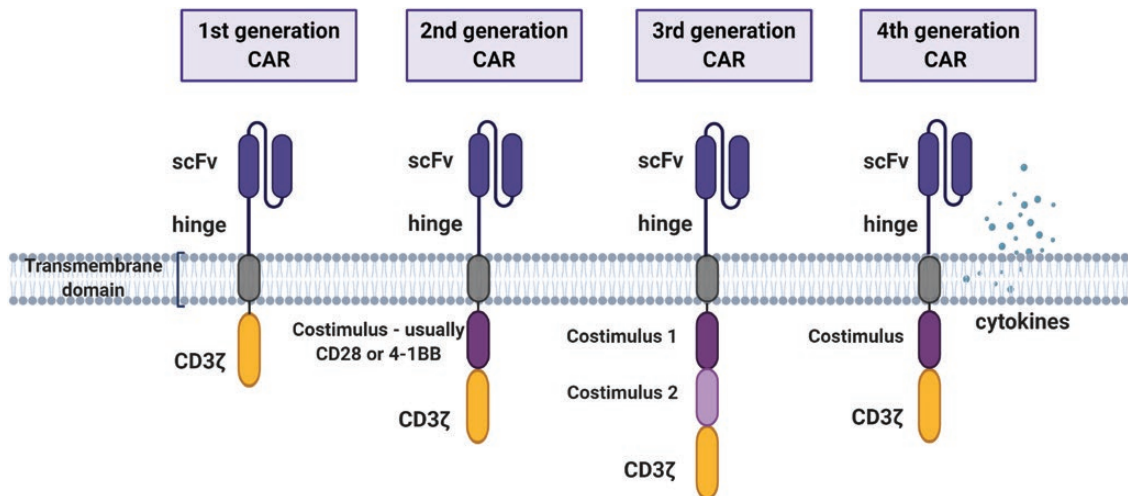 1st generation
CAR
2nd generation
CAR
3rd generation
CAR
4th generation
CAR
scFv
scFv
scFv
scFv
hinge
hinge
hinge
hinge
Transmembrane
domain
cytokines
Costimulus - usually
CD28 or 4-1BB
Costimulus 1
Costimulus
CD3ζ
Costimulus 2
CD3ζ
CD3ζ
CD3ζ